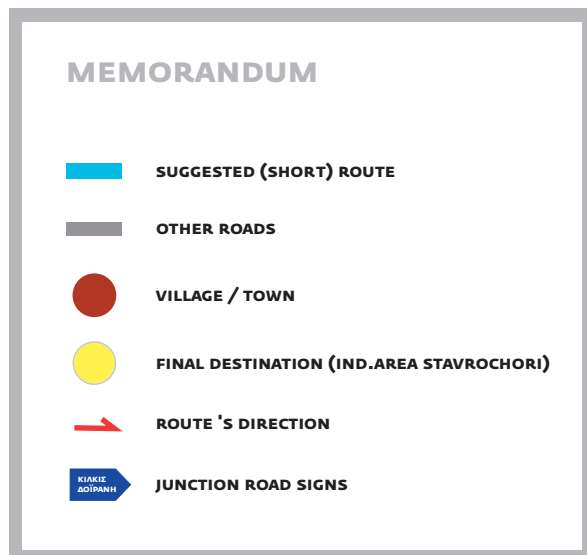 MEMORANDUM
SUGGESTED (SHORT) ROUTE
OTHER ROADS
VILLAGE / TOWN
FINAL DESTINATION (IND.AREA STAVROCHORI)
ROUTE 'S DIRECTION
ΚΙΛΚΙΣ
ΔΟΪΡΑΝΗ
JUNCTION ROAD SIGNS